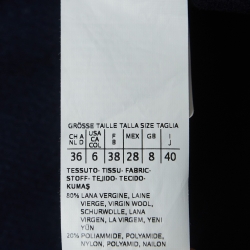 GRÖSSE TAILLE TALLA SIZE TAGLIA
CH A USA F MEX GB I
NL D CA COL B J
36 6 38 28 8 40
TESSUTO- TISSU- FABRIC-
STOFF- TEJIDO- TECIDO-
KUMAŞ
80% LANA VERGINE, LAINE
VIERGE, VIRGIN WOOL,
SCHURWOLLE, LANA
VIRGEN, LA VIRGEM, YENI
YÜN
20% POLIAMMIDE, POLYAMIDE,
NYLON, POLYAMID, NAILON